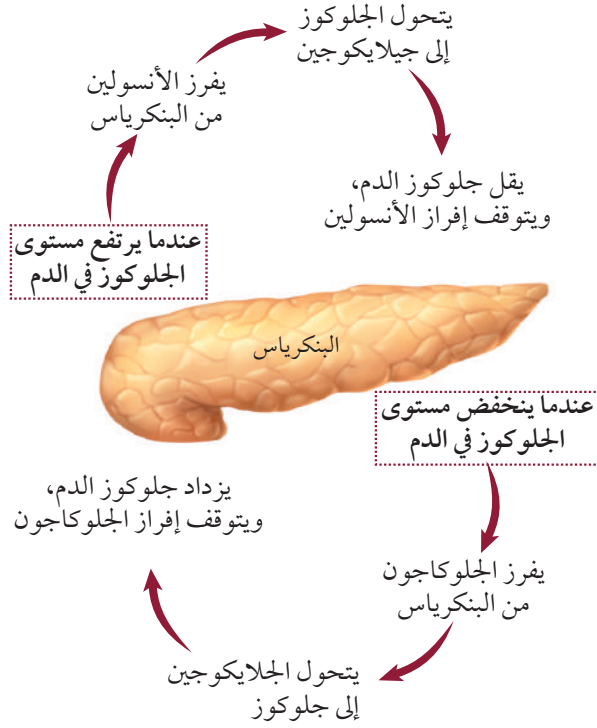 يتحول الجلوكوز
إلى جيلايكوجين
يفرز الأنسولين
من البنكرياس
يقل جلوكوز الدم،
ويتوقف إفراز الأنسولين
عندما يرتفع مستوى
الجلوكوز في الدم
البنكرياس
عندما ينخفض مستوى
الجلوكوز في الدم
يزداد جلوكوز الدم،
ويتوقف إفراز الجلوكاجون
يفرز الجلوكاجون
من البنكرياس
يتحول الجلايكوجين
إلى جلوكوز